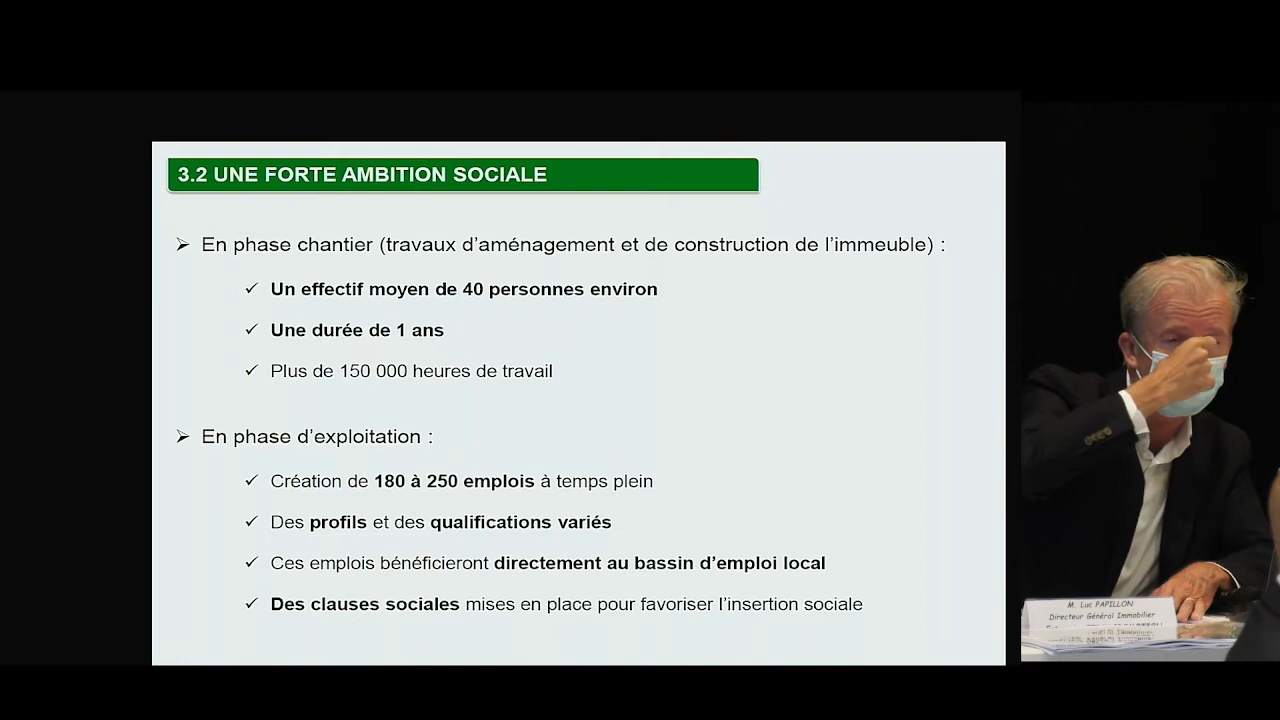 3.2 UNE FORTE AMBITION SOCIALE
En phase chantier (travaux d'aménagement et de construction de l'immeuble) :
Un effectif moyen de 40 personnes environ
Une durée de 1 ans
Plus de 150 000 heures de travail
En phase d'exploitation :
Création de 180 à 250 emplois à temps plein
Des profils et des qualifications variés
Ces emplois bénéficieront directement au bassin d'emploi local
Des clauses sociales mises en place pour favoriser l'insertion sociale
M. Luc PAPILLON
Directeur Général Immobilier